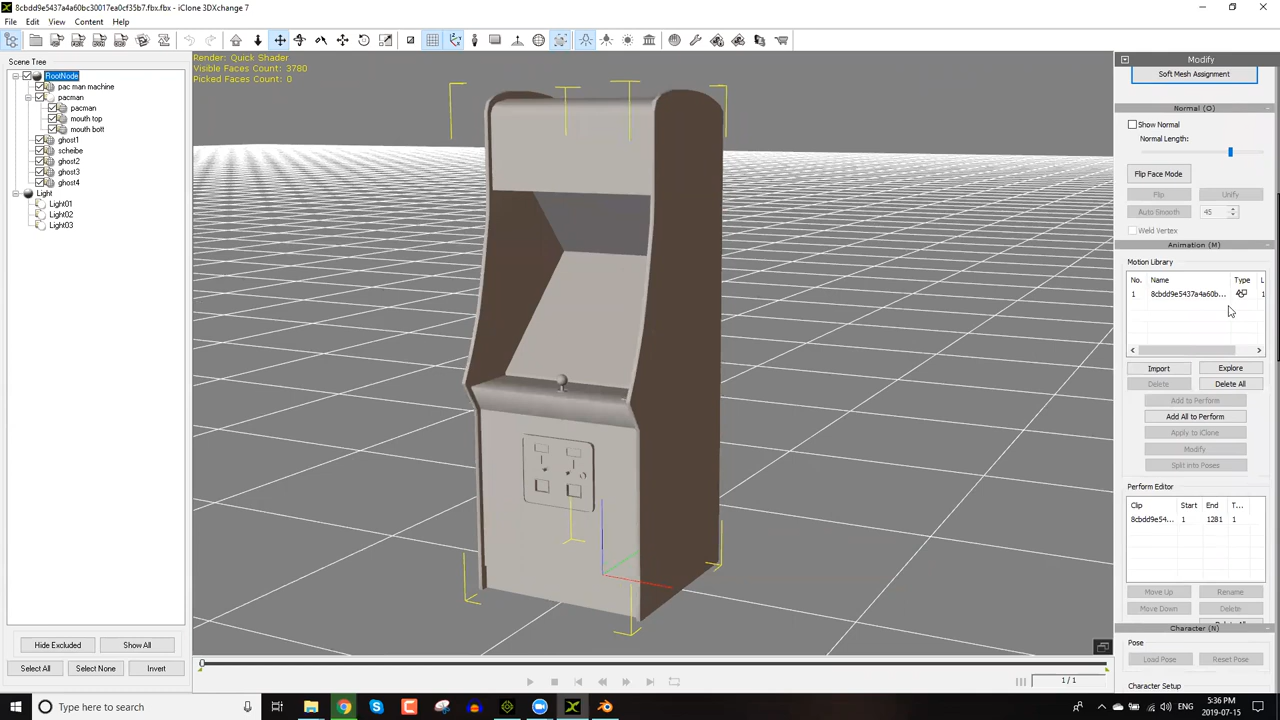 8cbdd9e5437a4a60bc30017ea0cf35b7.fbx.fbx - iClone 3DXchange 7
File Edit View Content Help
Scene Tree
RootNode
pac man machine
pacman
pacman
mouth top
mouth bott
ghost1
scheibe
ghost2
ghost3
ghost4
Light
Light01
Light02
Light03
Hide Excluded Show All
Select All Select None Invert
Render: Quick Shader
Visible Faces Count: 3780
Picked Faces Count: 0
1 / 1
Modify
Soft Mesh Assignment
Normal (O)
Show Normal
Normal Length:
Flip Face Mode
Flip Unify
Auto Smooth 45
Weld Vertex
Animation (M)
Motion Library
No. Name Type L
1 8cbdd9e5437a4a60b... 1
Import Explore
Delete Delete All
Add to Perform
Add All to Perform
Apply to iClone
Modify
Split into Poses
Perform Editor
Clip Start End T...
8cbdd9e54... 1 1281 1
Move Up Rename
Move Down Delete
Character (N)
Pose
Load Pose Reset Pose
Character Setup
Type here to search
5:36 PM
2019-07-15